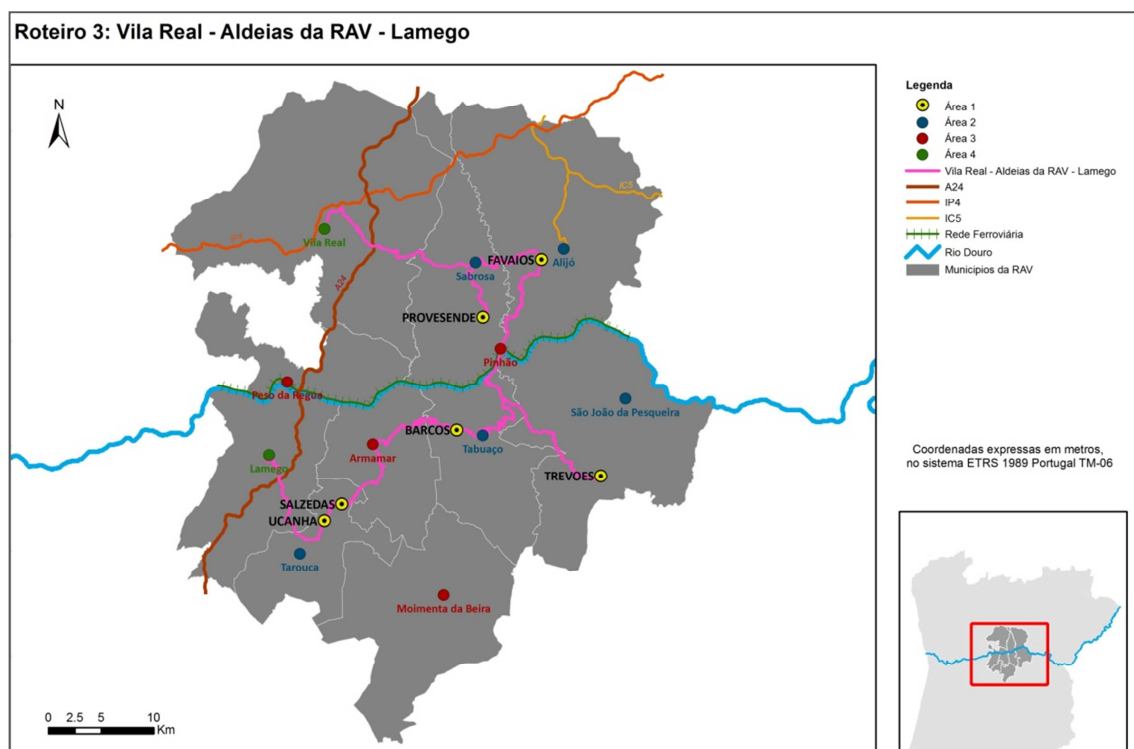 Roteiro 3: Vila Real - Aldeias da RAV - Lamego
N
IP4
A24
IC5
Vila Real
FAVAIOS
Alijó
Sabrosa
PROVESENDE
Pinhão
Peso da Régua
São João da Pesqueira
BARCOS
Tabuaço
Armamar
Lamego
TREVÕES
SALZEDAS
UCANHA
Tarouca
Moimenta da Beira
0 2.5 5 10
Km
Legenda
Área 1
Área 2
Área 3
Área 4
Vila Real - Aldeias da RAV - Lamego
A24
IP4
IC5
Rede Ferroviária
Rio Douro
Municipios da RAV
Coordenadas expressas em metros,
no sistema ETRS 1989 Portugal TM-06